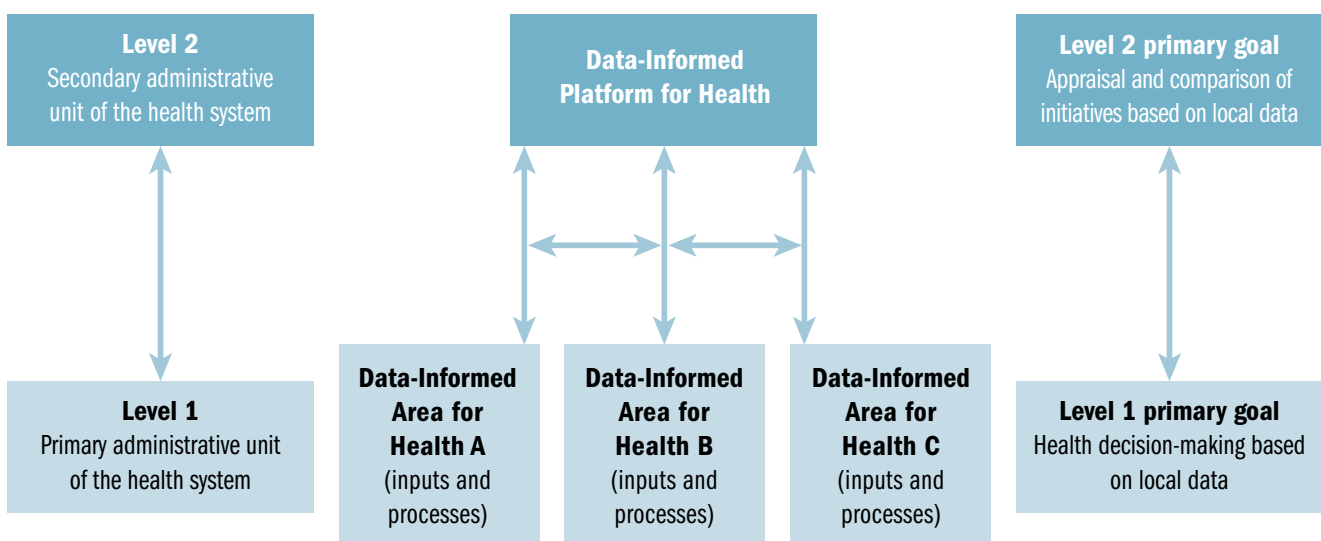 Level 2
Secondary administrative
unit of the health system
Data-Informed
Platform for Health
Level 2 primary goal
Appraisal and comparison of
initiatives based on local data
Level 1
Primary administrative unit
of the health system
Data-Informed
Area for
Health A
(inputs and
processes)
Data-Informed
Area for
Health B
(inputs and
processes)
Data-Informed
Area for
Health C
(inputs and
processes)
Level 1 primary goal
Health decision-making based
on local data